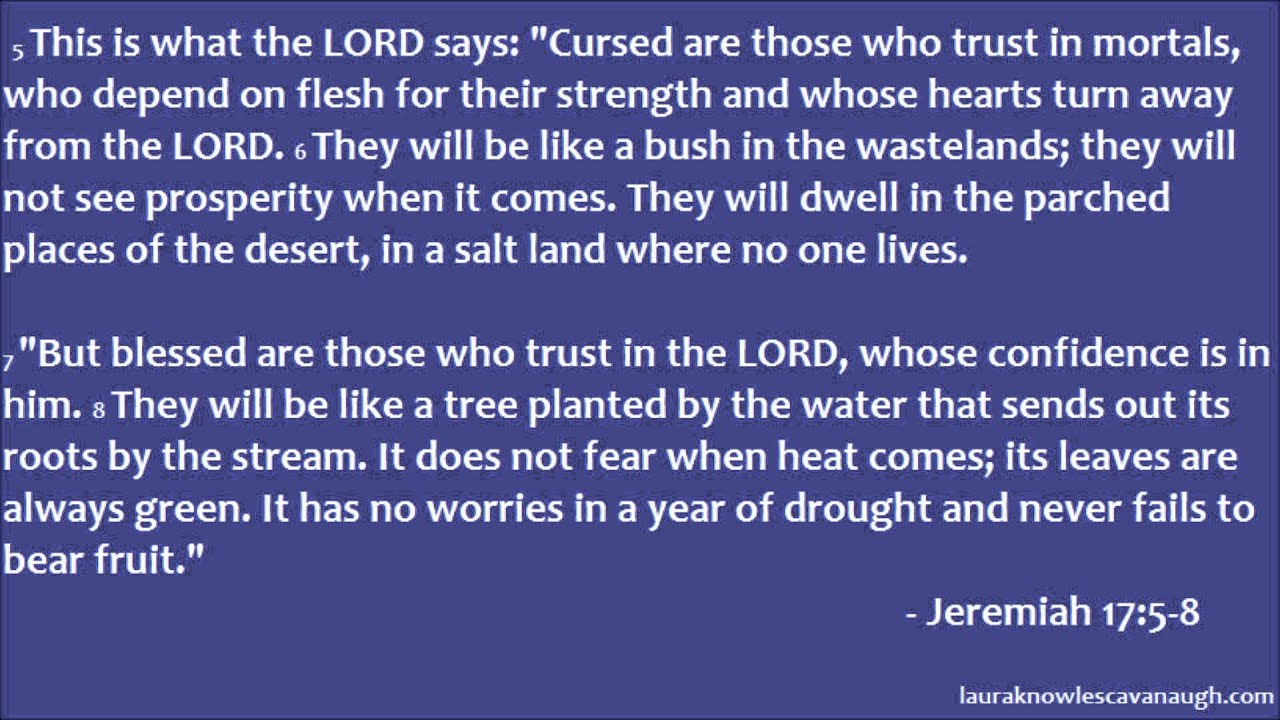 5 This is what the LORD says: "Cursed are those who trust in mortals,
who depend on flesh for their strength and whose hearts turn away
from the LORD. 6 They will be like a bush in the wastelands; they will
not see prosperity when it comes. They will dwell in the parched
places of the desert, in a salt land where no one lives.
7 "But blessed are those who trust in the LORD, whose confidence is in
him. 8 They will be like a tree planted by the water that sends out its
roots by the stream. It does not fear when heat comes; its leaves are
always green. It has no worries in a year of drought and never fails to
bear fruit."
- Jeremiah 17:5-8
lauraknowlescavanaugh.com